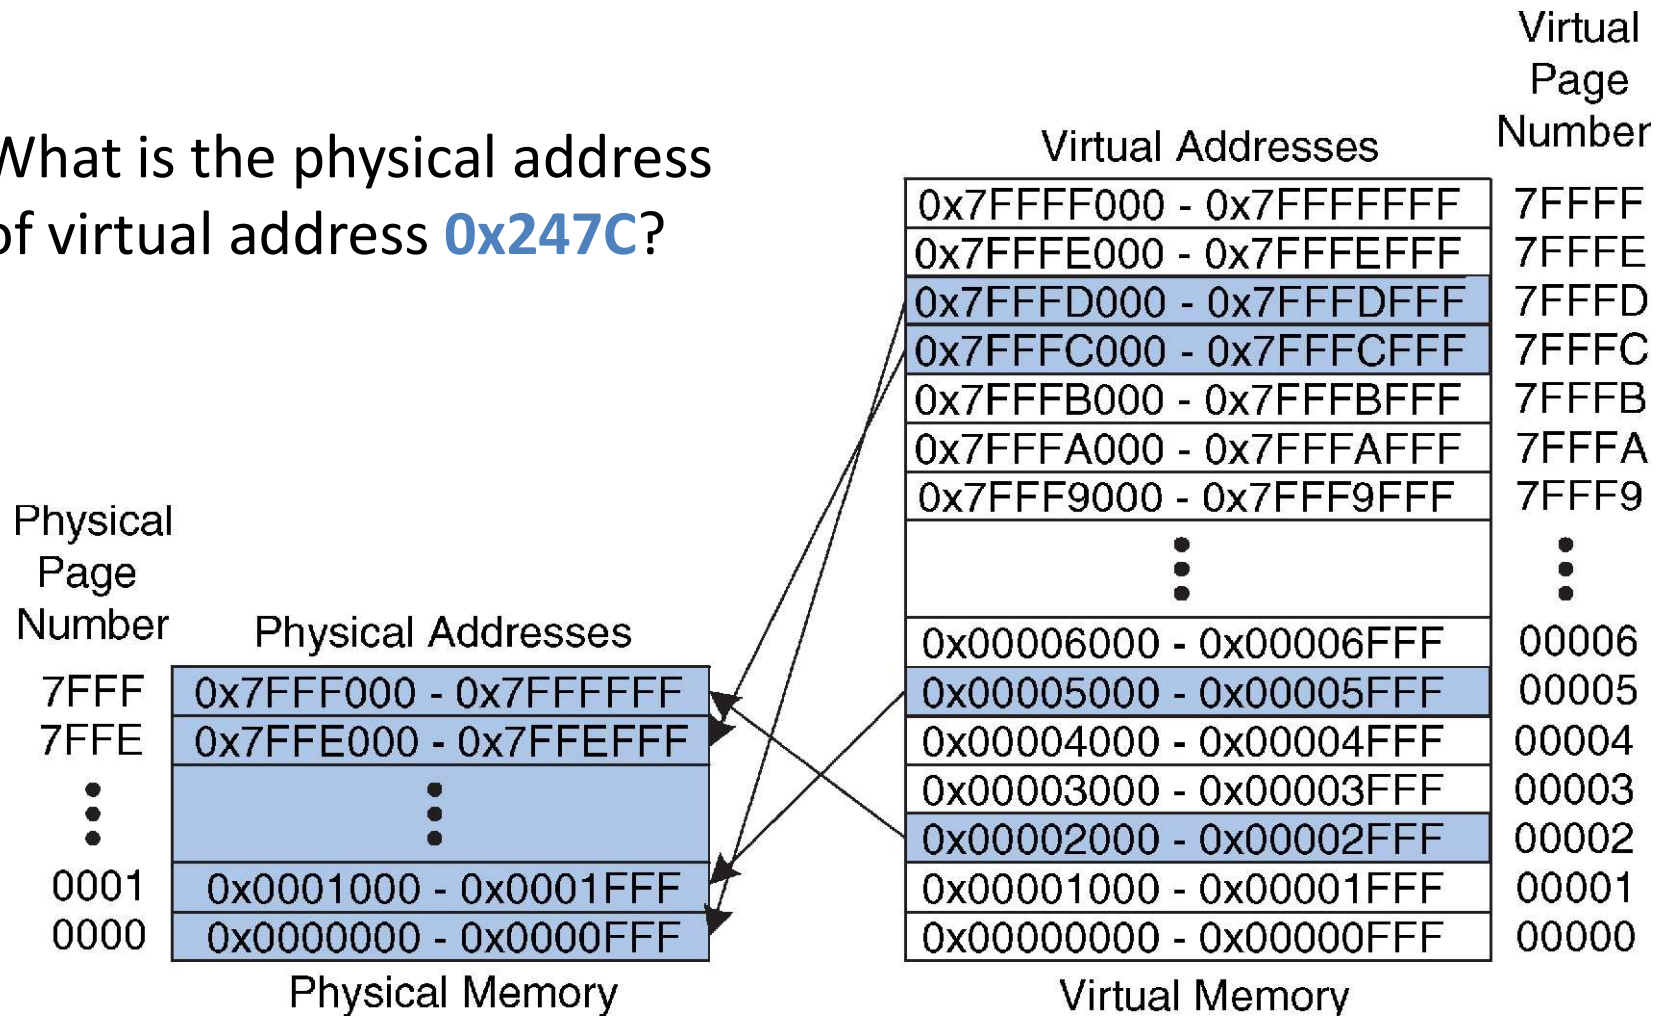 What is the physical address
of virtual address 0x247C?
Virtual
Page
Number
Virtual Addresses
0x7FFFF000 - 0x7FFFFFFF 7FFFF
0x7FFFE000 - 0x7FFFEFFF 7FFFE
0x7FFFD000 - 0x7FFFDFFF 7FFFD
0x7FFFC000 - 0x7FFFCFFF 7FFFC
0x7FFFB000 - 0x7FFFBFFF 7FFFB
0x7FFFA000 - 0x7FFFAFFF 7FFFA
0x7FFF9000 - 0x7FFF9FFF 7FFF9
0x00006000 - 0x00006FFF 00006
0x00005000 - 0x00005FFF 00005
0x00004000 - 0x00004FFF 00004
0x00003000 - 0x00003FFF 00003
0x00002000 - 0x00002FFF 00002
0x00001000 - 0x00001FFF 00001
0x00000000 - 0x00000FFF 00000
Virtual Memory
Physical
Page
Number
Physical Addresses
7FFF 0x7FFF000 - 0x7FFFFFF
7FFE 0x7FFE000 - 0x7FFEFFF
0001 0x0001000 - 0x0001FFF
0000 0x0000000 - 0x0000FFF
Physical Memory